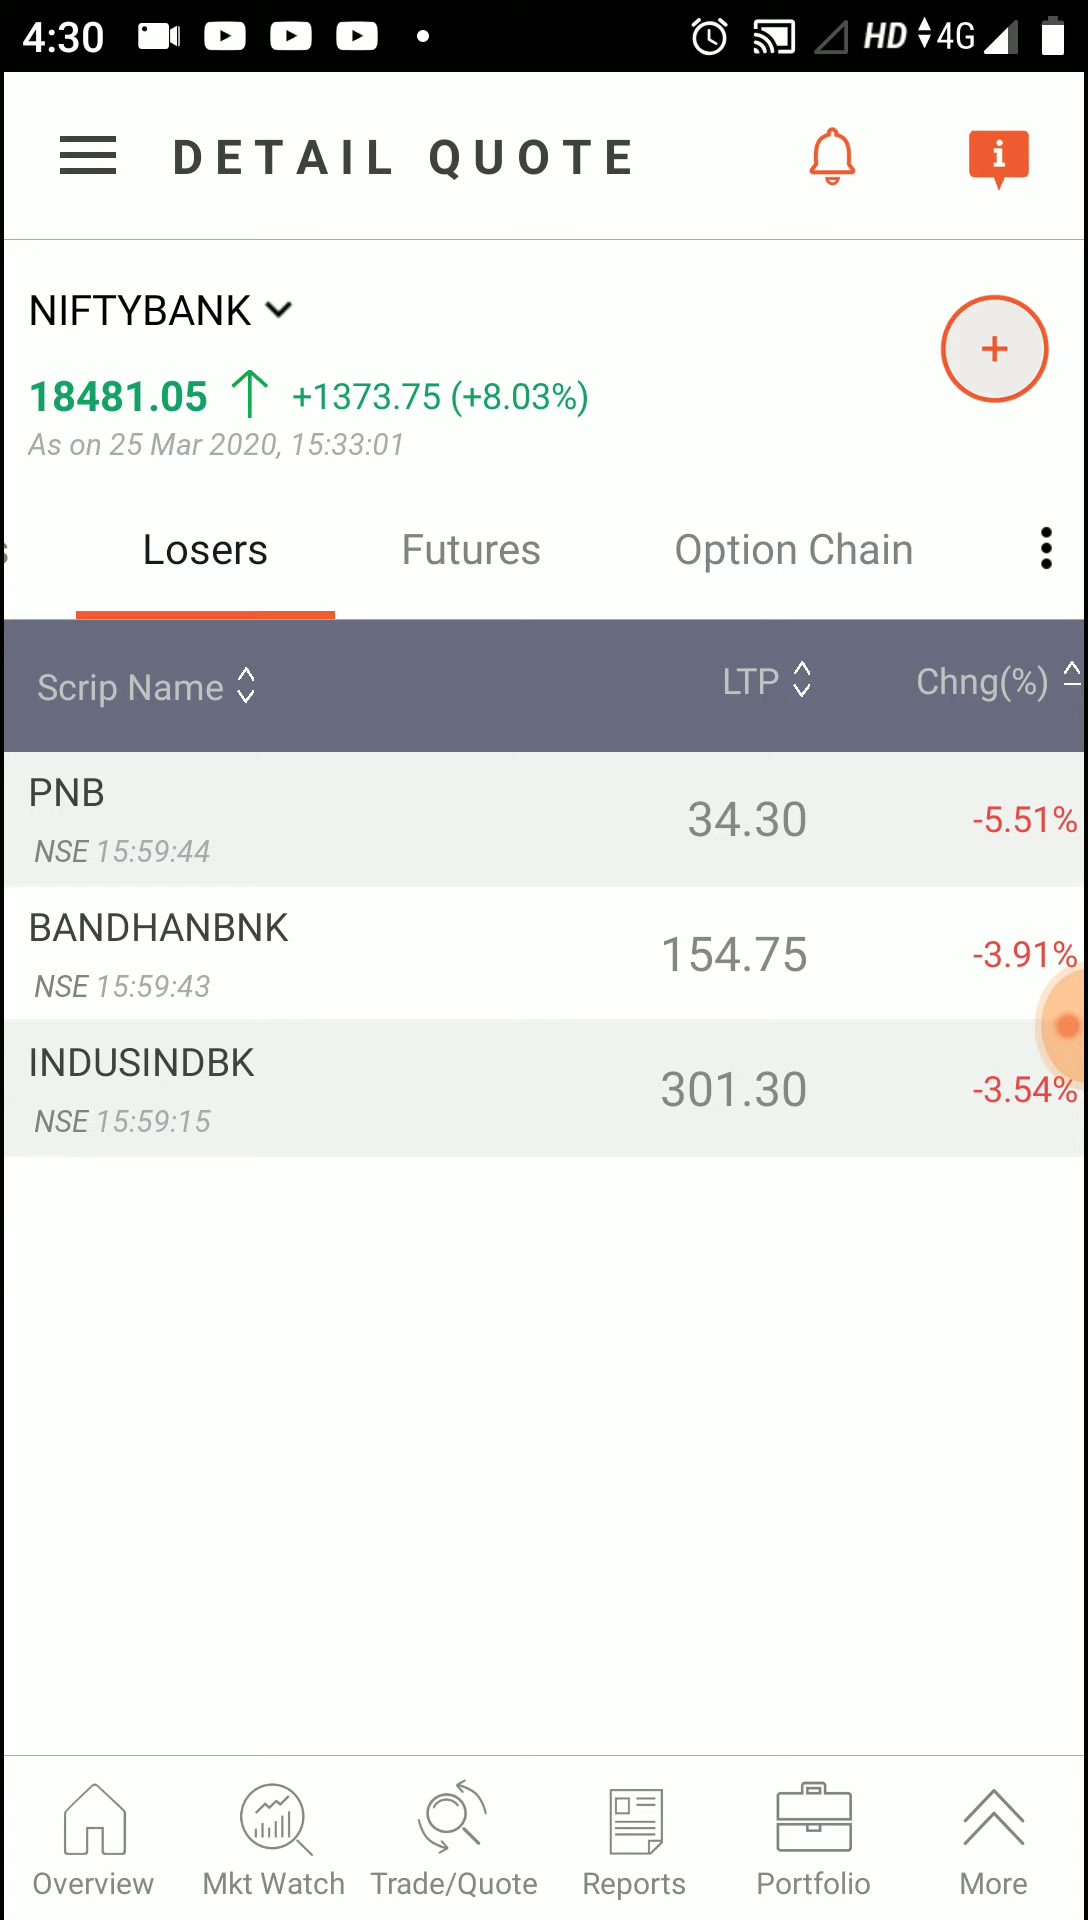 4:30 HD 4G
DETAIL QUOTE
NIFTYBANK
18481.05 +1373.75 (+8.03%)
As on 25 Mar 2020, 15:33:01
s Losers Futures Option Chain
Scrip Name LTP Chng(%)
PNB
34.30 -5.51%
NSE 15:59:44
BANDHANBNK
154.75 -3.91%
NSE 15:59:43
INDUSINDBK
301.30 -3.54%
NSE 15:59:15
Overview Mkt Watch Trade/Quote Reports Portfolio More